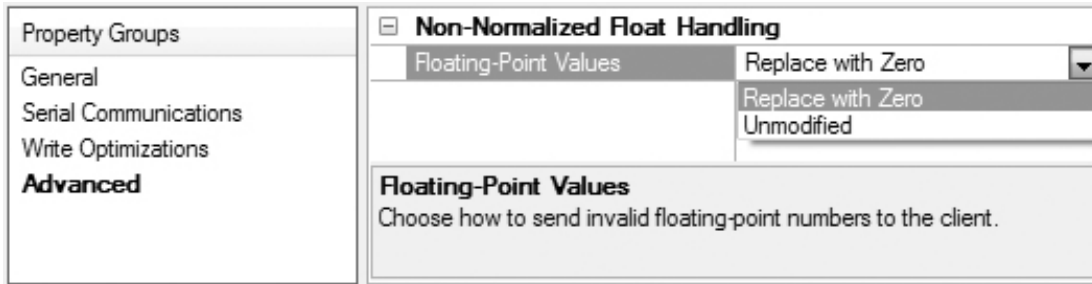 Property Groups
General
Serial Communications
Write Optimizations
Advanced
Non-Normalized Float Handling
Floating-Point Values Replace with Zero
Replace with Zero
Unmodified
Floating-Point Values
Choose how to send invalid floating-point numbers to the client.